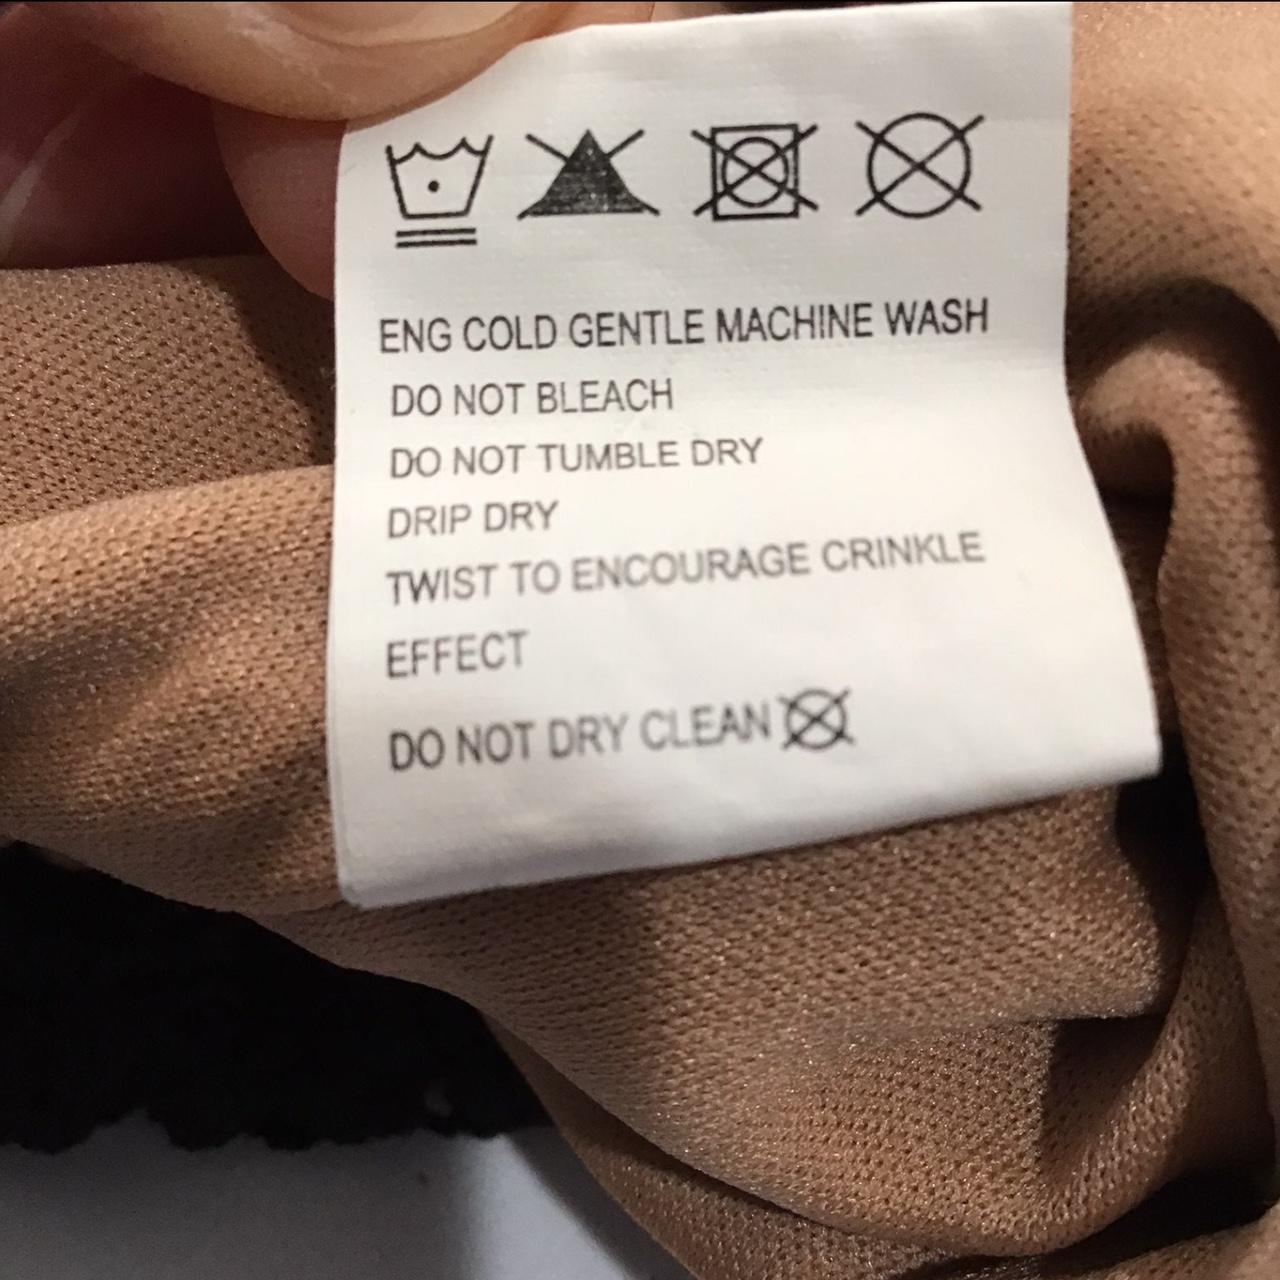 ENG COLD GENTLE MACHINE WASH
DO NOT BLEACH
DO NOT TUMBLE DRY
DRIP DRY
TWIST TO ENCOURAGE CRINKLE
EFFECT
DO NOT DRY CLEAN